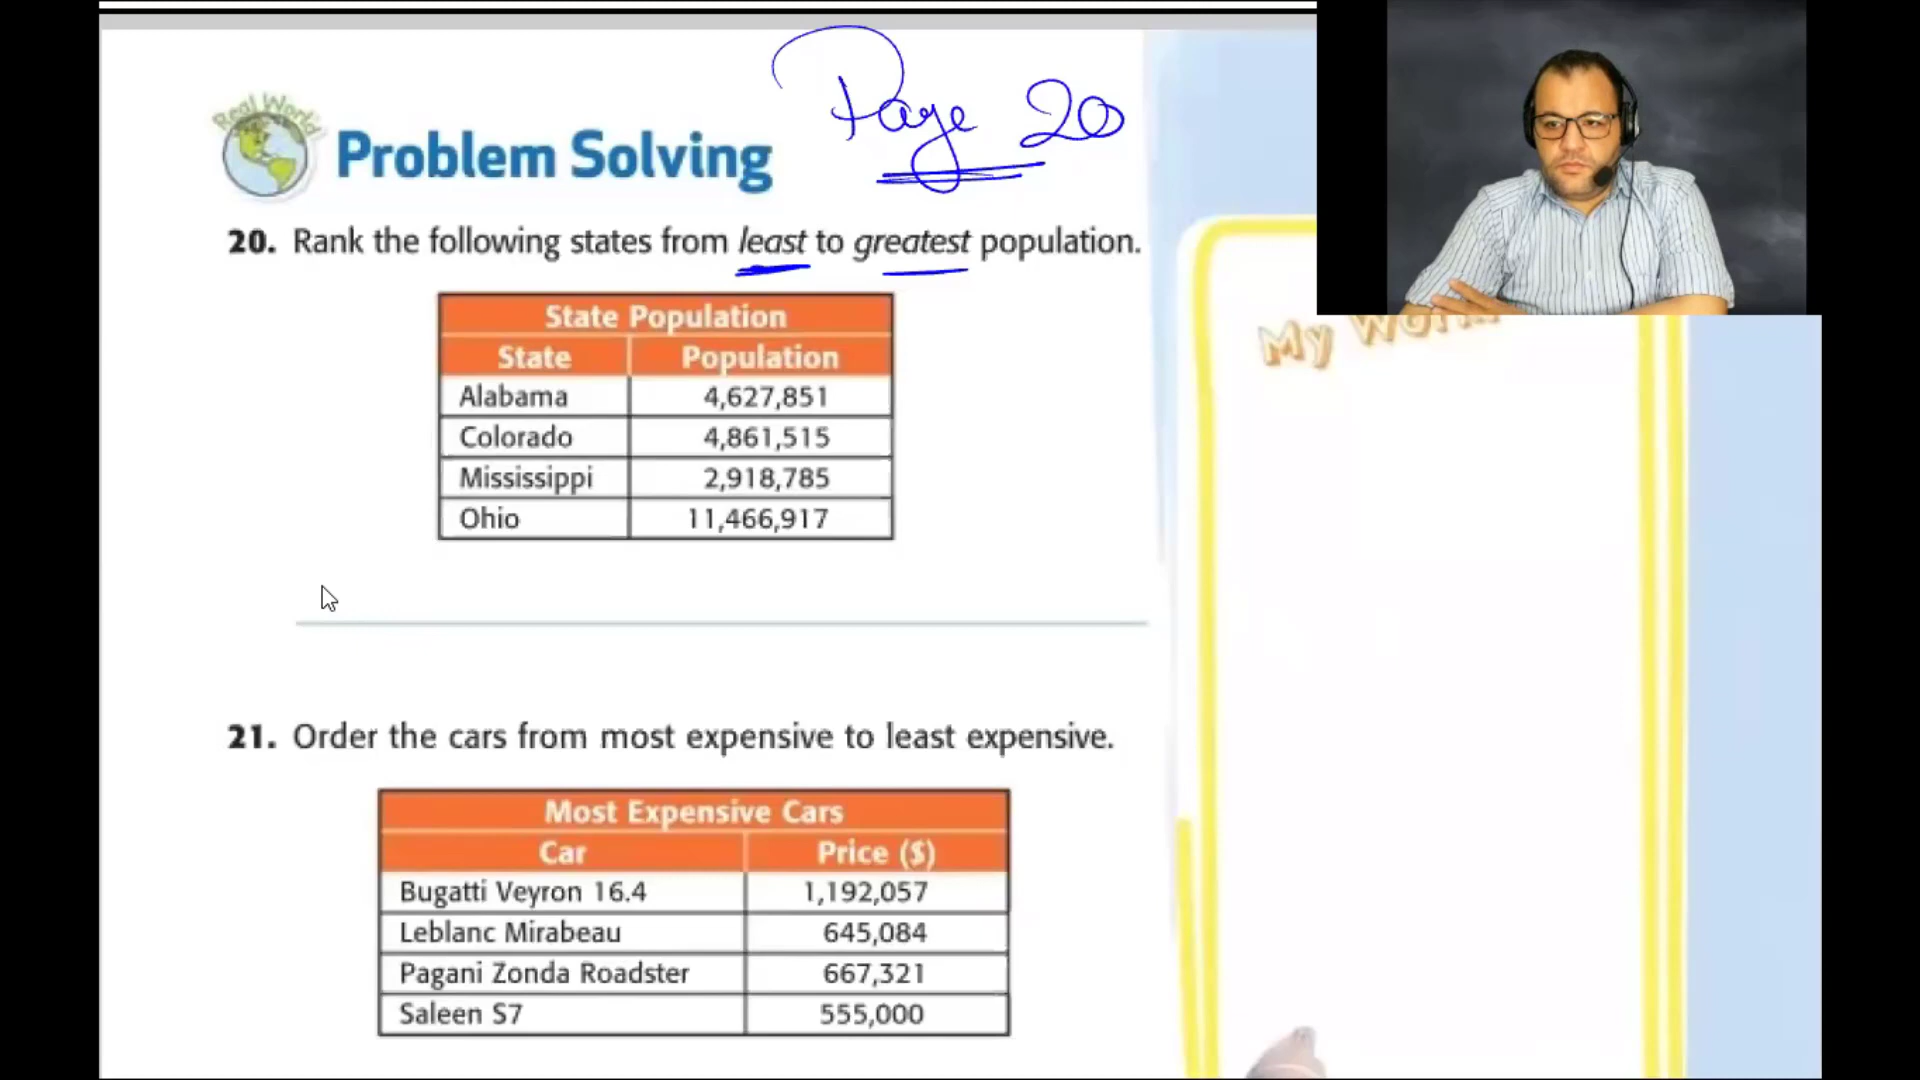 Page 20
Real World
Problem Solving
20. Rank the following states from least to greatest population.
State Population
State Population
Alabama 4,627,851
Colorado 4,861,515
Mississippi 2,918,785
Ohio 11,466,917
My Work
21. Order the cars from most expensive to least expensive.
Most Expensive Cars
Car Price ($)
Bugatti Veyron 16.4 1,192,057
Leblanc Mirabeau 645,084
Pagani Zonda Roadster 667,321
Saleen S7 555,000